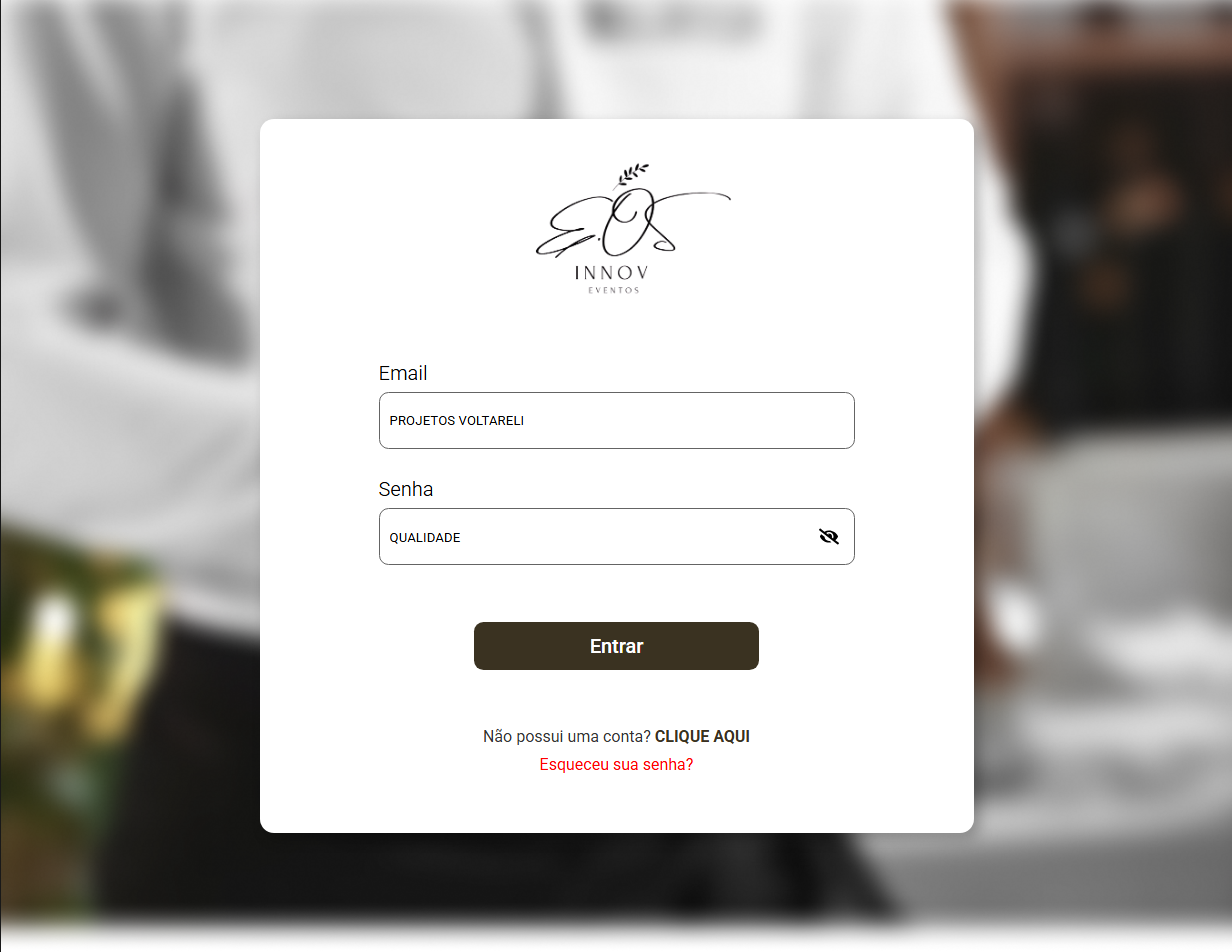 E.OS
INNOV
EVENTOS
Email
PROJETOS VOLTARELI
Senha
QUALIDADE
Entrar
Não possui uma conta? CLIQUE AQUI
Esqueceu sua senha?